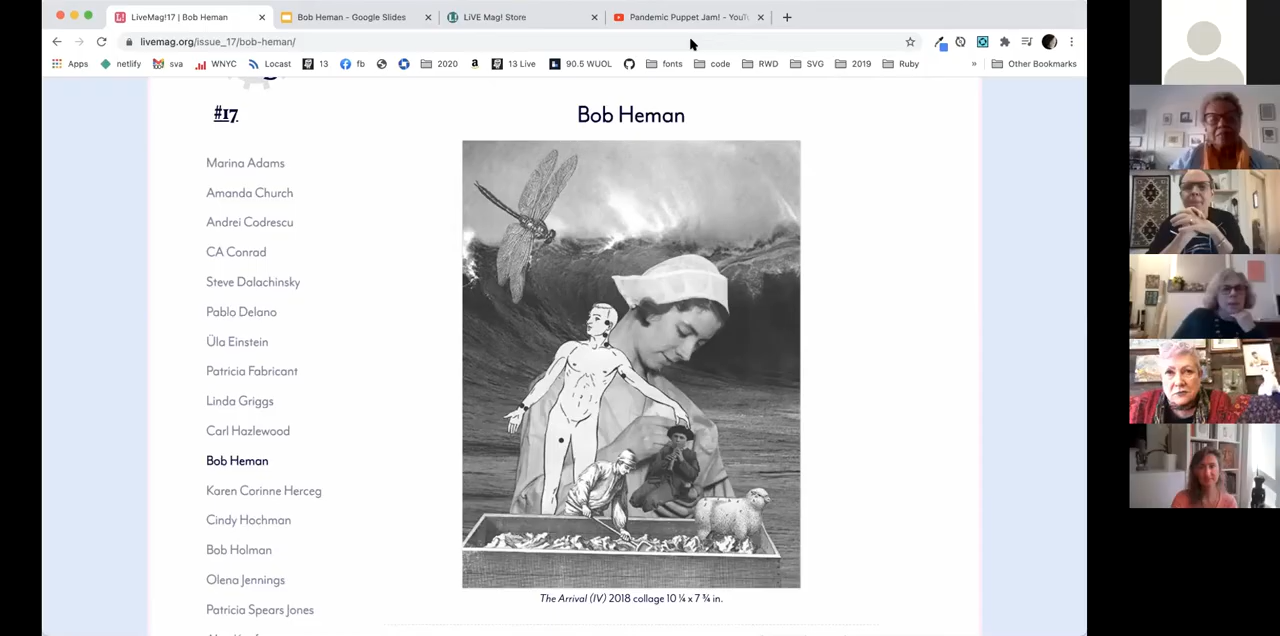 LiveMag!17 | Bob Heman
Bob Heman - Google Slides
LiVE Mag! Store
Pandemic Puppet Jam! - YouTu
livemag.org/issue_17/bob-heman/
Apps netlify sva WNYC Locast 13 fb 2020 13 Live 90.5 WUOL fonts code RWD SVG 2019 Ruby » Other Bookmarks
#17
Bob Heman
Marina Adams
Amanda Church
Andrei Codrescu
CA Conrad
Steve Dalachinsky
Pablo Delano
Üla Einstein
Patricia Fabricant
Linda Griggs
Carl Hazlewood
Bob Heman
Karen Corinne Herceg
Cindy Hochman
Bob Holman
Olena Jennings
Patricia Spears Jones
The Arrival (IV) 2018 collage 10 ¼ x 7 ¾ in.